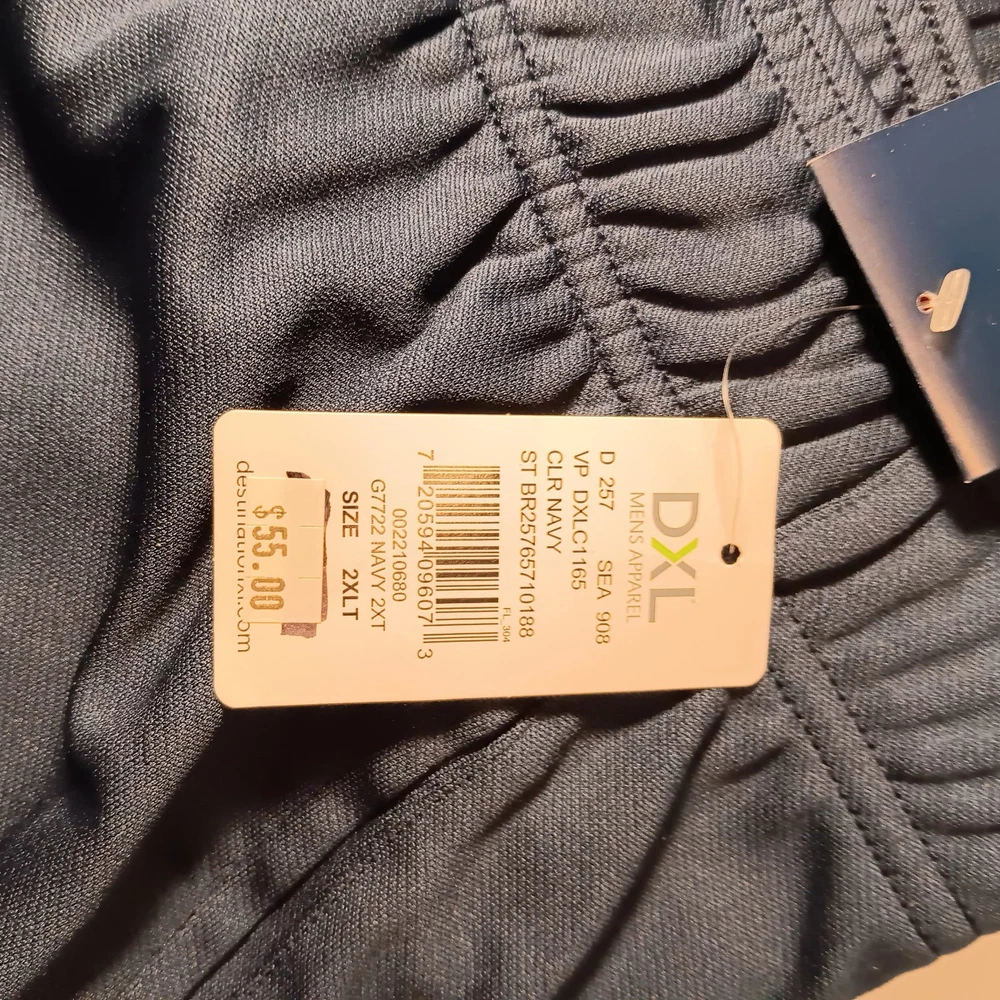 DXL
MENS APPAREL
D 257 SEA 908
VP DXLC1165
CLR NAVY
ST BR25765710188
FL_304
7 20594 09607 3
002210680
G7722 NAVY 2XT
SIZE 2XLT
$55.00